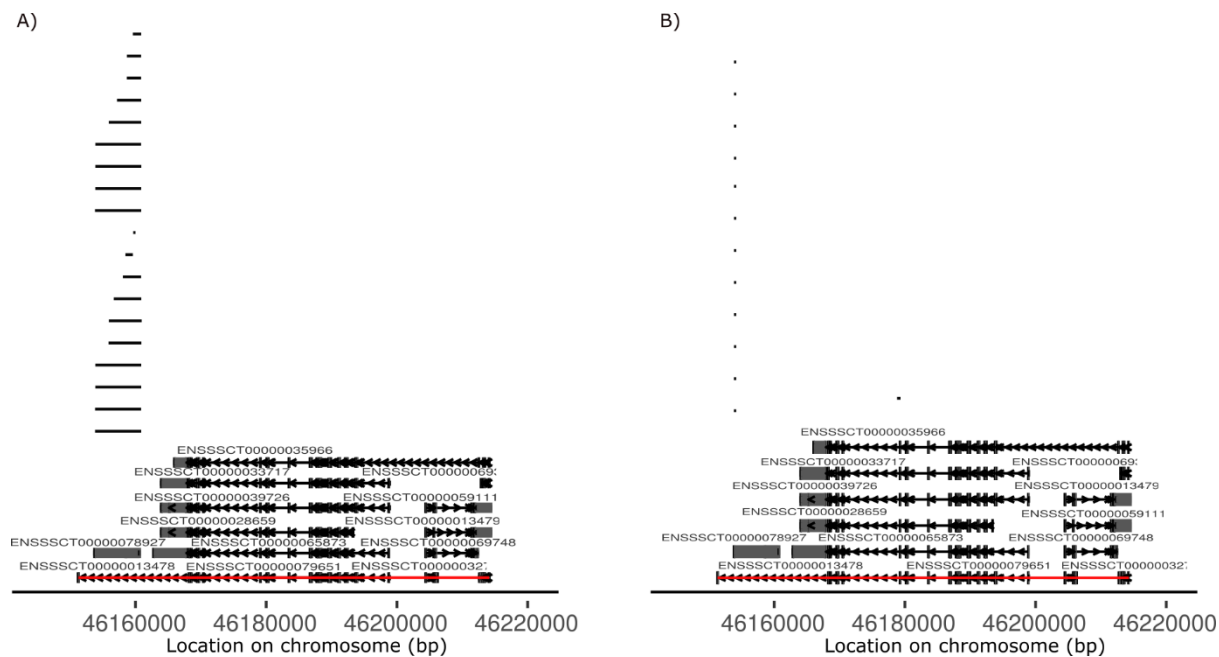 A)
ENSSSCT00000035966
ENSSSCT00000033717
ENSSSCT00000039726 ENSSSCT00000059111
ENSSSCT00000028659 ENSSSCT00000013479
ENSSSCT00000078927 ENSSSCT00000065873 ENSSSCT00000069748
ENSSSCT00000013478 ENSSSCT00000079651
46160000 46180000 46200000 46220000
Location on chromosome (bp)
B)
ENSSSCT00000035966
ENSSSCT00000033717
ENSSSCT00000039726 ENSSSCT00000013479
ENSSSCT00000028659 ENSSSCT00000059111
ENSSSCT00000078927 ENSSSCT00000065873 ENSSSCT00000069748
ENSSSCT00000013478 ENSSSCT00000079651
46160000 46180000 46200000 46220000
Location on chromosome (bp)